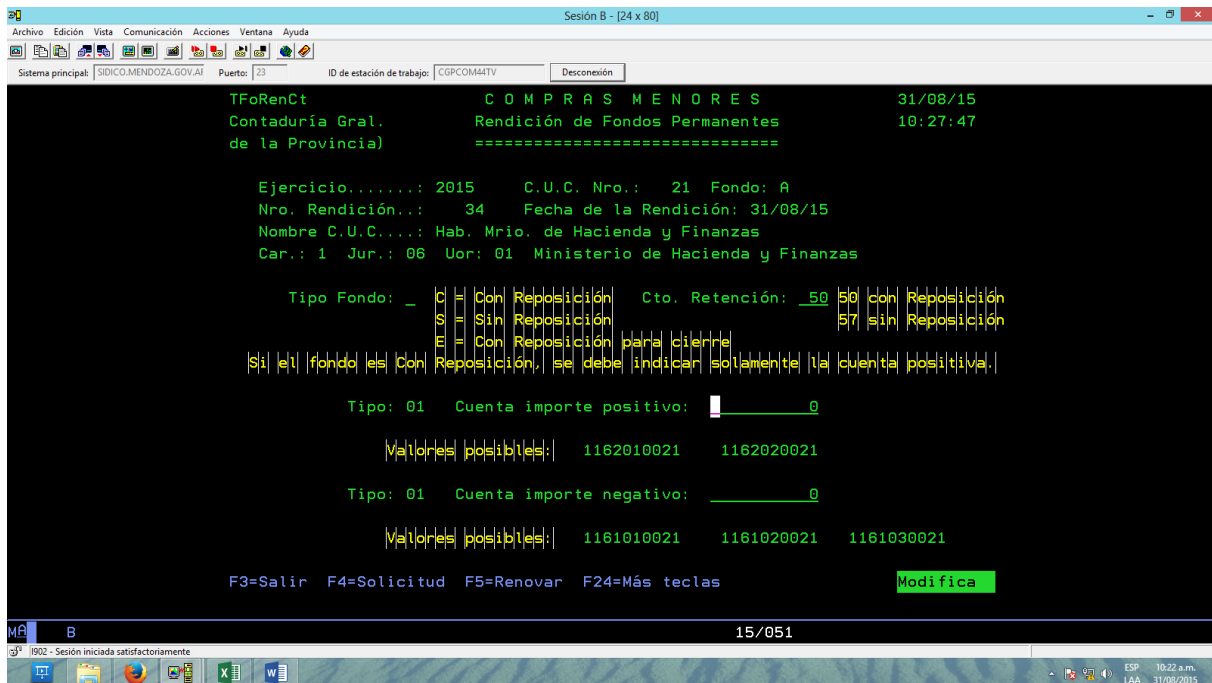 Sesión B - [24 x 80]
Archivo Edición Vista Comunicación Acciones Ventana Ayuda
Sistema principal: SIDICO.MENDOZA.GOV.AF Puerto: 23 ID de estación de trabajo: CGPCOM44TV Desconexión
TFoRenCt C O M P R A S M E N O R E S 31/08/15
Contaduría Gral. Rendición de Fondos Permanentes 10:27:47
de la Provincia) ===============================
Ejercicio.......: 2015 C.U.C. Nro.: 21 Fondo: A
Nro. Rendición..: 34 Fecha de la Rendición: 31/08/15
Nombre C.U.C....: Hab. Mrio. de Hacienda y Finanzas
Car.: 1 Jur.: 06 Uor: 01 Ministerio de Hacienda y Finanzas
Tipo Fondo: _ C = Con Reposición Cto. Retención: _50 50 con Reposición
S = Sin Reposición 57 sin Reposición
E = Con Reposición para cierre
Si el fondo es Con Reposición, se debe indicar solamente la cuenta positiva.
Tipo: 01 Cuenta importe positivo: 0
Valores posibles: 1162010021 1162020021
Tipo: 01 Cuenta importe negativo: 0
Valores posibles: 1161010021 1161020021 1161030021
F3=Salir F4=Solicitud F5=Renovar F24=Más teclas Modifica
MA B 15/051
I902 - Sesión iniciada satisfactoriamente
ESP 10:22 a.m.
LAA 31/08/2015